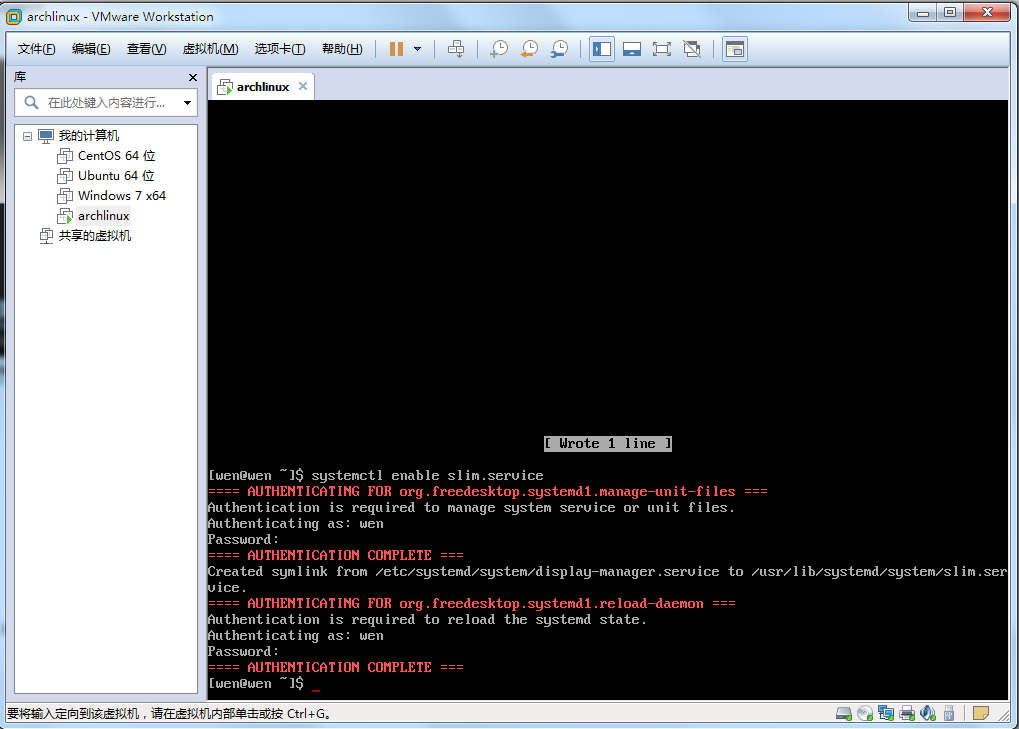 archlinux - VMware Workstation
文件(F) 编辑(E) 查看(V) 虚拟机(M) 选项卡(T) 帮助(H)
库
在此处键入内容进行...
我的计算机
CentOS 64 位
Ubuntu 64 位
Windows 7 x64
archlinux
共享的虚拟机
archlinux
[ Wrote 1 line ]
[wen@wen ~]$ systemctl enable slim.service
==== AUTHENTICATING FOR org.freedesktop.systemd1.manage-unit-files ===
Authentication is required to manage system service or unit files.
Authenticating as: wen
Password:
==== AUTHENTICATION COMPLETE ===
Created symlink from /etc/systemd/system/display-manager.service to /usr/lib/systemd/system/slim.ser
vice.
==== AUTHENTICATING FOR org.freedesktop.systemd1.reload-daemon ===
Authentication is required to reload the systemd state.
Authenticating as: wen
Password:
==== AUTHENTICATION COMPLETE ===
[wen@wen ~]$ _
要将输入定向到该虚拟机，请在虚拟机内部单击或按 Ctrl+G。